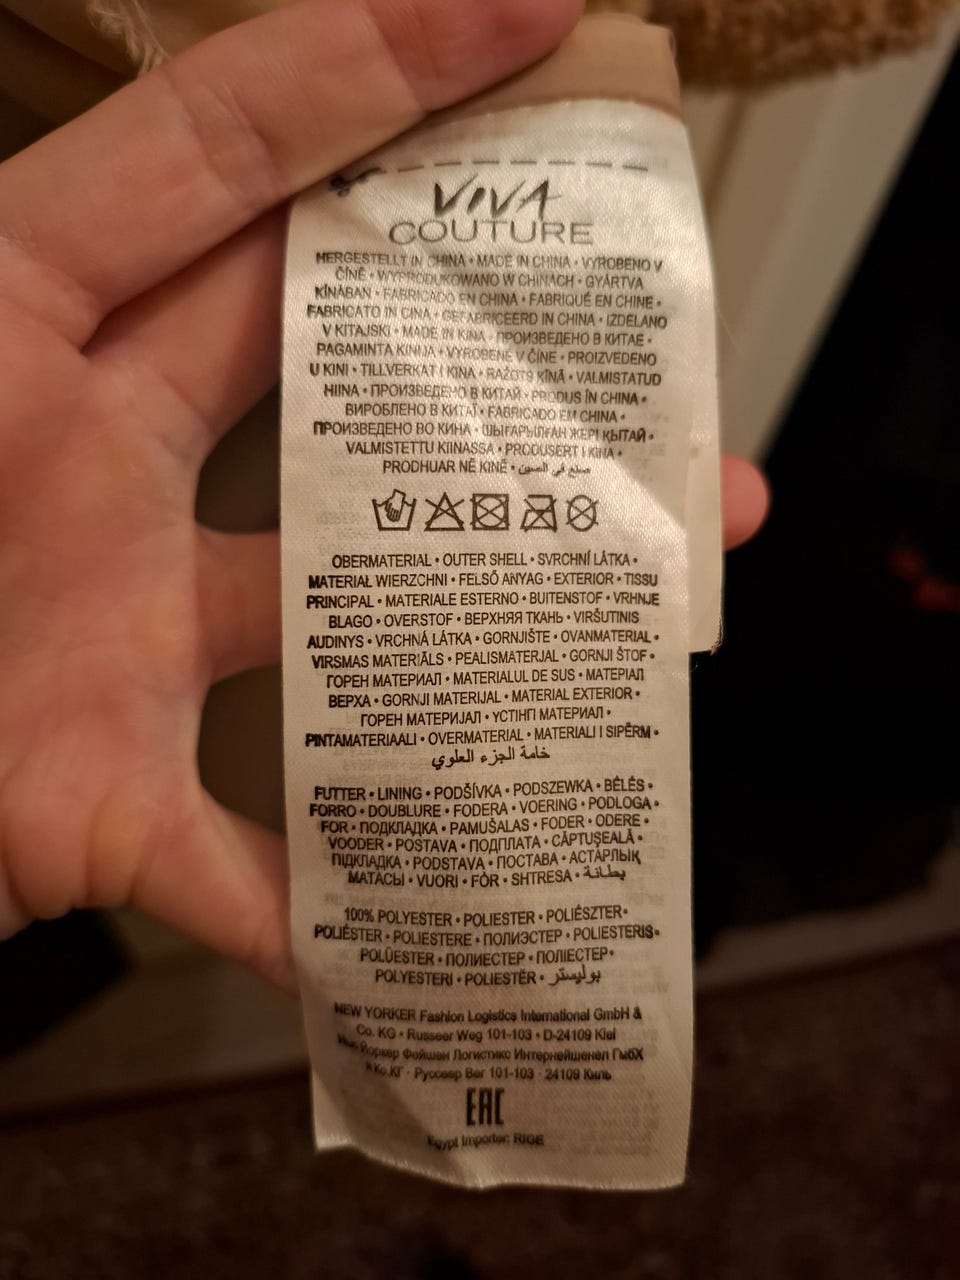 VIVA
COUTURE
HERGESTELLT IN CHINA • MADE IN CHINA • VYROBENO V
ČÍNĚ • WYPRODUKOWANO W CHINACH • GYÁRTVA
KÍNÁBAN • FABRICADO EN CHINA • FABRIQUÉ EN CHINE •
FABRICATO IN CINA • GEFABRICEERD IN CHINA • IZDELANO
V KITAJSKI • MADE IN KINA • ПРОИЗВЕДЕНО В КИТАЕ •
PAGAMINTA KINIJA • VYROBENÉ V ČÍNE • PROIZVEDENO
U KINI • TILLVERKAT I KINA • RAŽOTS ĶĪNĀ • VALMISTATUD
HIINA • ПРОИЗВЕДЕНО В КИТАЙ • PRODUS ÎN CHINA •
ВИРОБЛЕНО В КИТАЇ • FABRICADO EM CHINA •
ПРОИЗВЕДЕНО ВО КИНА • ШЫҒАРЫЛҒАН ЖЕРІ ҚЫТАЙ •
VALMISTETTU KIINASSA • PRODUSERT I KINA •
PRODHUAR NË KINË • صنع في الصين
OBERMATERIAL • OUTER SHELL • SVRCHNÍ LÁTKA •
MATERIAŁ WIERZCHNI • FELSŐ ANYAG • EXTERIOR • TISSU
PRINCIPAL • MATERIALE ESTERNO • BUITENSTOF • VRHNJE
BLAGO • OVERSTOF • ВЕРХНЯЯ ТКАНЬ • VIRŠUTINIS
AUDINYS • VRCHNÁ LÁTKA • GORNJIŠTE • OVANMATERIAL •
VIRSMAS MATERIĀLS • PEALISMATERJAL • GORNJI ŠTOF •
ГОРЕН МАТЕРИАЛ • MATERIALUL DE SUS • МАТЕРІАЛ
ВЕРХА • GORNJI MATERIJAL • MATERIAL EXTERIOR •
ГОРЕН МАТЕРИЈАЛ • ҮСТІҢГІ МАТЕРИАЛ •
PINTAMATERIAALI • OVERMATERIAL • MATERIALI I SIPËRM •
خامة الجزء العلوي
FUTTER • LINING • PODŠÍVKA • PODSZEWKA • BÉLÉS •
FORRO • DOUBLURE • FODERA • VOERING • PODLOGA •
FOR • ПОДКЛАДКА • PAMUŠALAS • FODER • ODERE •
VOODER • POSTAVA • ПОДПЛАТА • CĂPTUȘEALĂ •
ПІДКЛАДКА • PODSTAVA • ПОСТАВА • АСТАРЛЫҚ
МАТАСЫ • VUORI • FÔR • SHTRESA • بطانة
100% POLYESTER • POLIESTER • POLIÉSZTER •
POLIÉSTER • POLIESTERE • ПОЛИЭСТЕР • POLIESTERIS •
POLÜESTER • ПОЛИЕСТЕР • ПОЛІЕСТЕР •
POLYESTERI • POLIESTËR • بوليستر
NEW YORKER Fashion Logistics International GmbH &
Co. KG • Russeer Weg 101-103 • D-24109 Kiel
Нью Йоркер Фэйшен Логистикс Интернейшенел ГмбХ
и Ко.КГ · Руссеер Вег 101-103 · 24109 Киль
EAC
Egypt Importer: RIGE